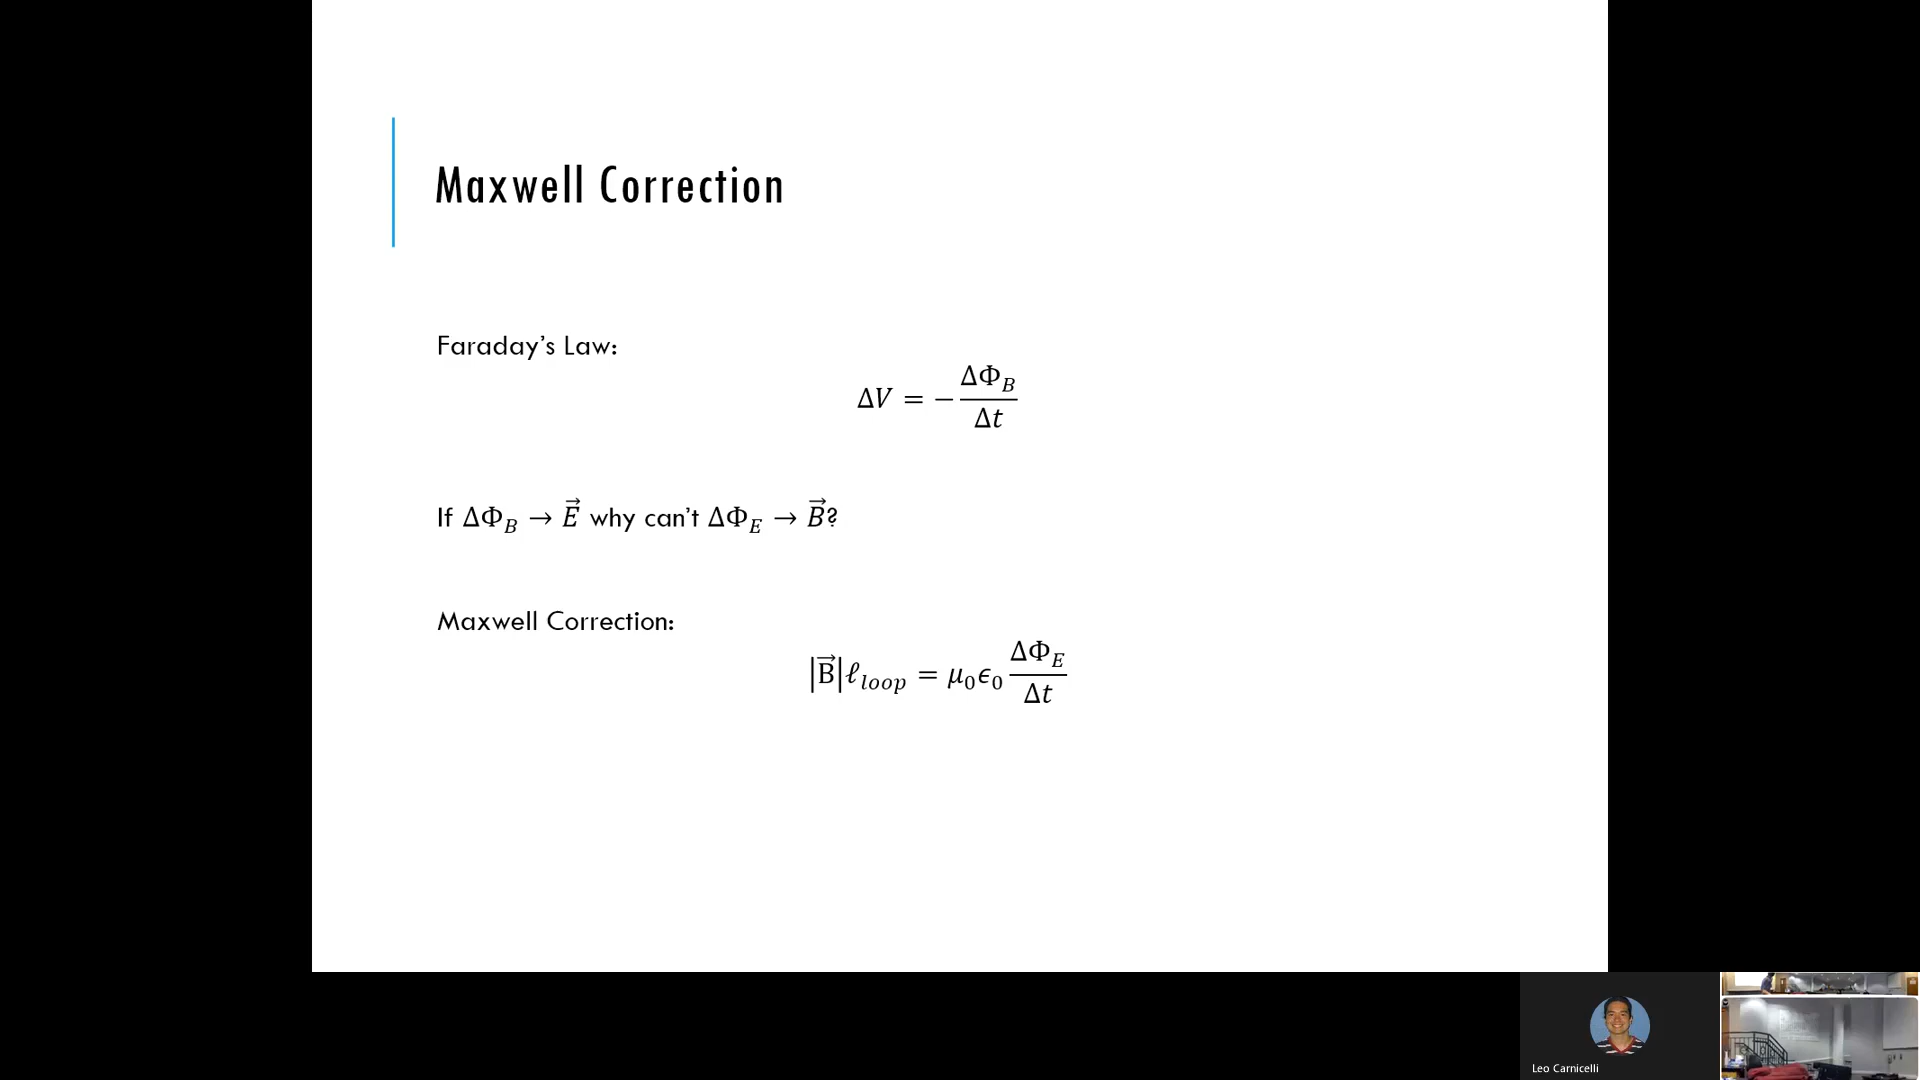 Maxwell Correction
Faraday’s Law:
ΔV = −ΔΦ_B/Δt
If ΔΦ_B → E⃗ why can’t ΔΦ_E → B⃗?
Maxwell Correction:
|B⃗|ℓ_loop = μ₀ϵ₀ ΔΦ_E/Δt
Leo Carnicelli